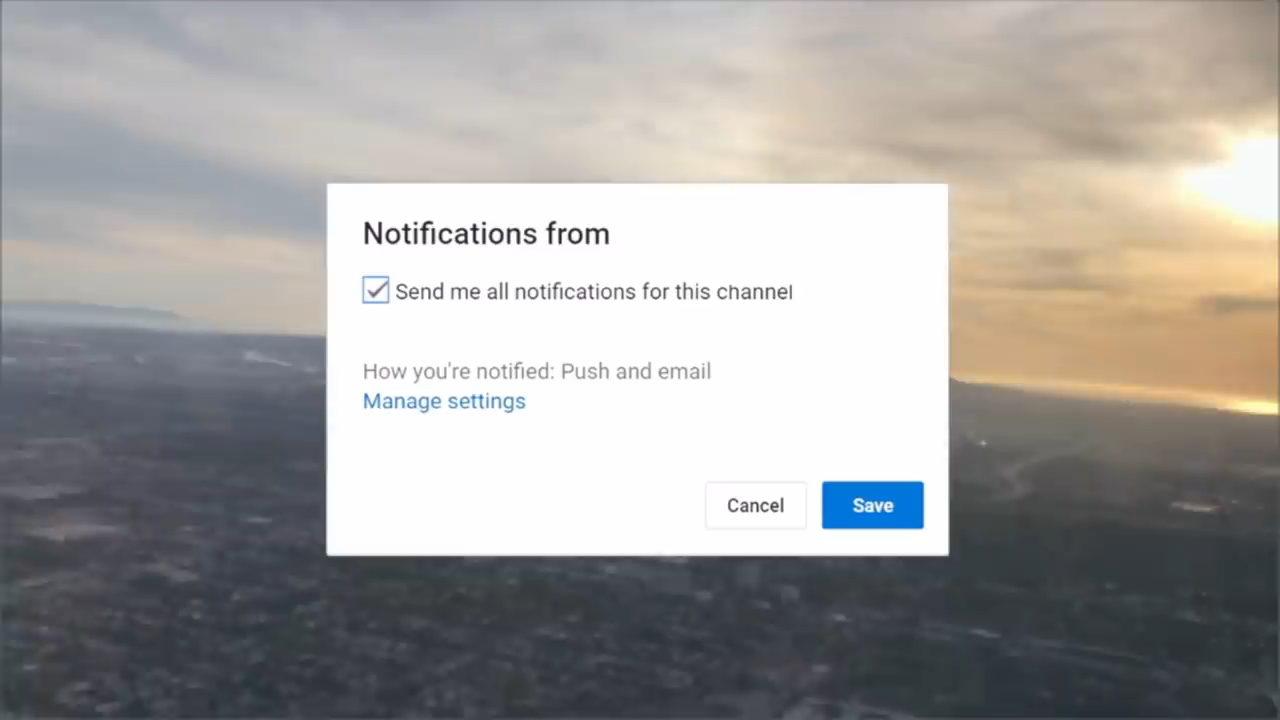 Notifications from
Send me all notifications for this channel
How you're notified: Push and email
Manage settings
Cancel
Save